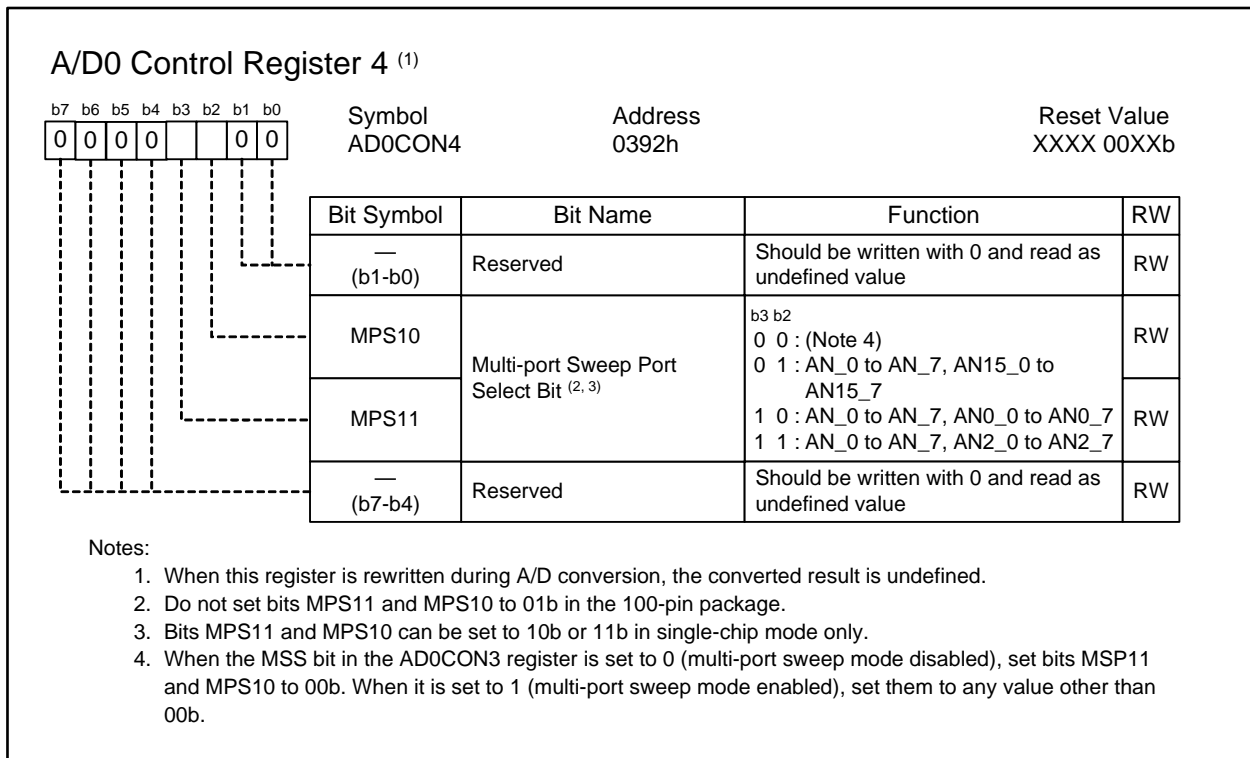 A/D0 Control Register 4 (1)
b7 b6 b5 b4 b3 b2 b1 b0
0 0 0 0 0 0
Symbol Address Reset Value
AD0CON4 0392h XXXX 00XXb
Bit Symbol Bit Name Function RW
— (b1-b0) Reserved Should be written with 0 and read as undefined value RW
MPS10 Multi-port Sweep Port Select Bit (2, 3) RW
MPS11 RW
b3 b2
0 0 : (Note 4)
0 1 : AN_0 to AN_7, AN15_0 to
AN15_7
1 0 : AN_0 to AN_7, AN0_0 to AN0_7
1 1 : AN_0 to AN_7, AN2_0 to AN2_7
— (b7-b4) Reserved Should be written with 0 and read as undefined value RW
Notes:
1. When this register is rewritten during A/D conversion, the converted result is undefined.
2. Do not set bits MPS11 and MPS10 to 01b in the 100-pin package.
3. Bits MPS11 and MPS10 can be set to 10b or 11b in single-chip mode only.
4. When the MSS bit in the AD0CON3 register is set to 0 (multi-port sweep mode disabled), set bits MSP11
and MPS10 to 00b. When it is set to 1 (multi-port sweep mode enabled), set them to any value other than
00b.